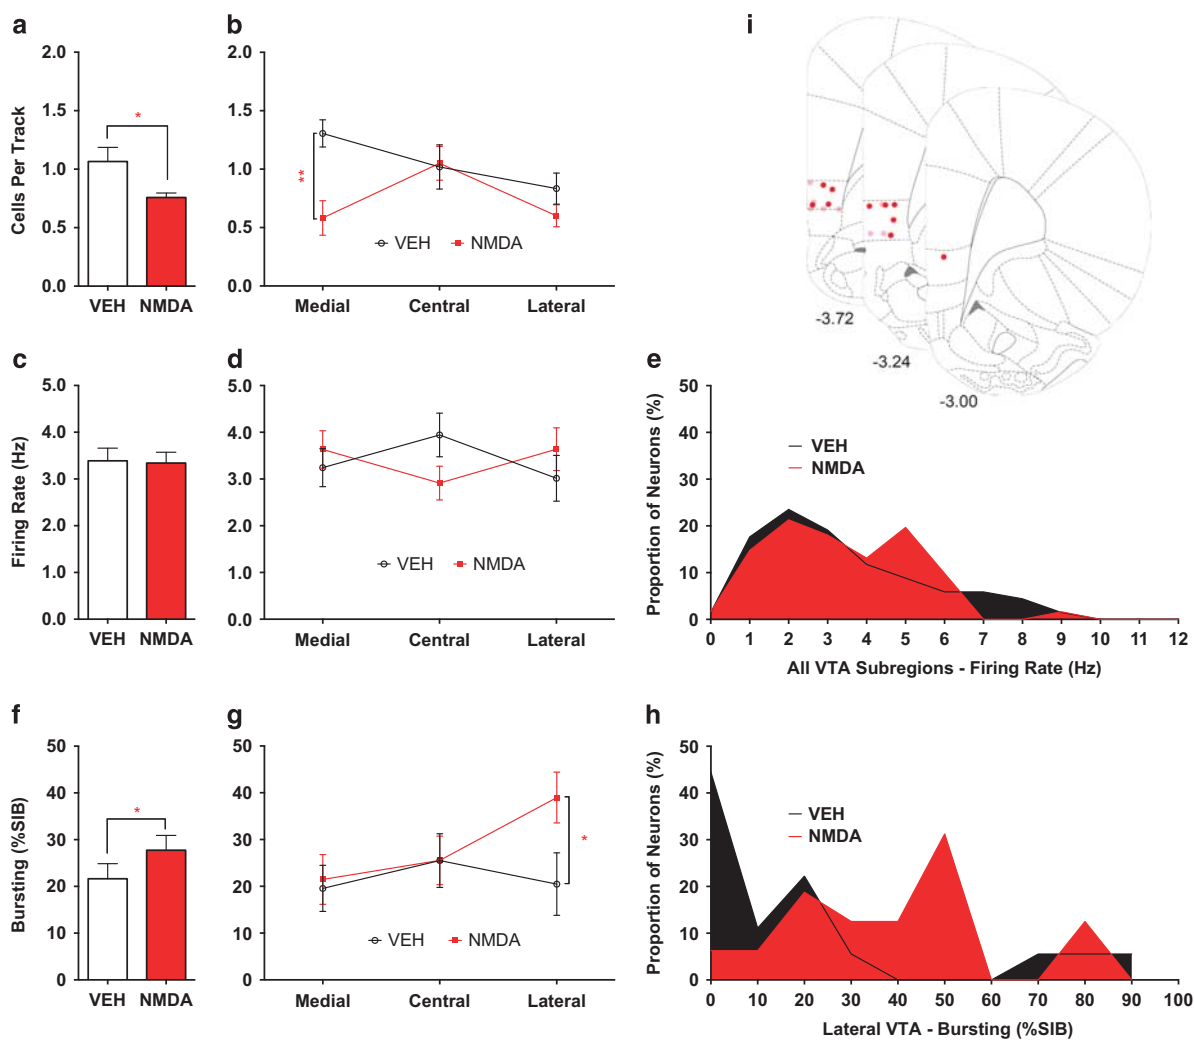 a
Cells Per Track
2.0
1.5
1.0
0.5
0.0
*
VEH NMDA
b
2.0
1.5
1.0
0.5
0.0
**
VEH NMDA
Medial Central Lateral
i
-3.72
-3.24
-3.00
c
Firing Rate (Hz)
5.0
4.0
3.0
2.0
1.0
0.0
VEH NMDA
d
5.0
4.0
3.0
2.0
1.0
0.0
VEH NMDA
Medial Central Lateral
e
Proportion of Neurons (%)
50
40
30
20
10
0
VEH
NMDA
0 1 2 3 4 5 6 7 8 9 10 11 12
All VTA Subregions - Firing Rate (Hz)
f
Bursting (%SIB)
50
40
30
20
10
0
*
VEH NMDA
g
50
40
30
20
10
0
*
VEH NMDA
Medial Central Lateral
h
Proportion of Neurons (%)
50
40
30
20
10
0
VEH
NMDA
0 10 20 30 40 50 60 70 80 90 100
Lateral VTA - Bursting (%SIB)